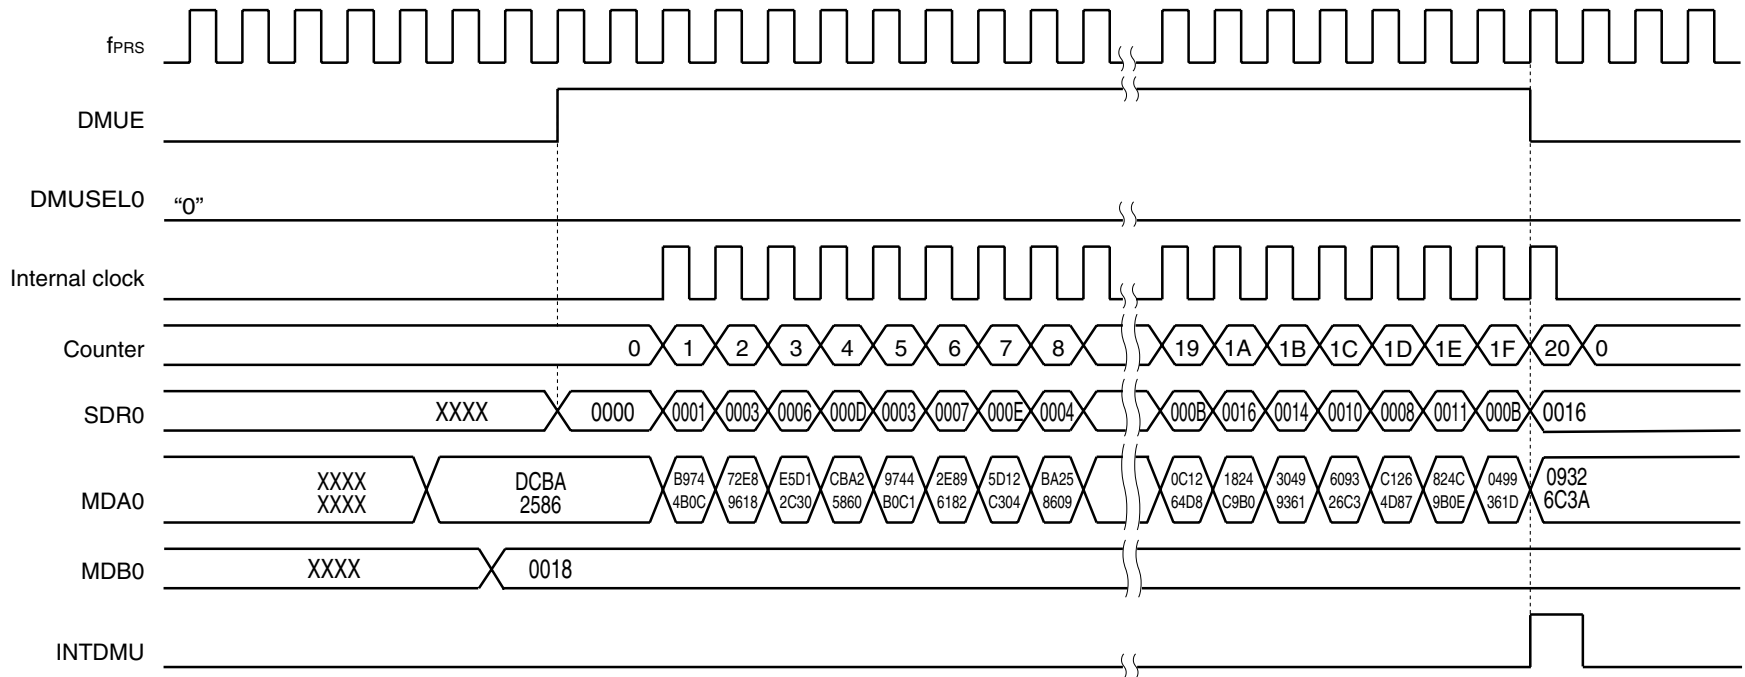 fPRS
DMUE
DMUSEL0 “0”
Internal clock
Counter 0 1 2 3 4 5 6 7 8 19 1A 1B 1C 1D 1E 1F 20 0
SDR0 XXXX 0000 0001 0003 0006 000D 0003 0007 000E 0004 000B 0016 0014 0010 0008 0011 000B 0016
XXXX DCBA B974 72E8 E5D1 CBA2 9744 2E89 5D12 BA25 0C12 1824 3049 6093 C126 824C 0499 0932
MDA0 XXXX 2586 4B0C 9618 2C30 5860 B0C1 6182 C304 8609 64D8 C9B0 9361 26C3 4D87 9B0E 361D 6C3A
MDB0 XXXX 0018
INTDMU